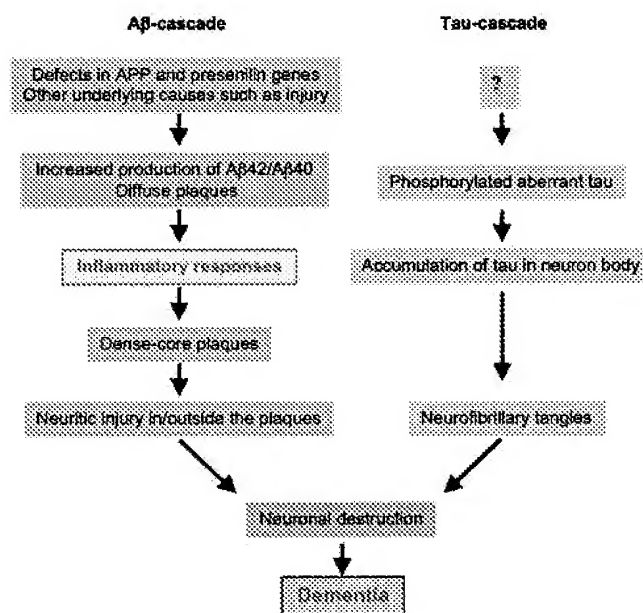 Aβ-cascade
Defects in APP and presenilin genes
Other underlying causes such as injury
Increased production of Aβ42/Aβ40
Diffuse plaques
Inflammatory responses
Dense-core plaques
Neuritic injury in/outside the plaques
Tau-cascade
?
Phosphorylated aberrant tau
Accumulation of tau in neuron body
Neurofibrillary tangles
Neuronal destruction
Dementia